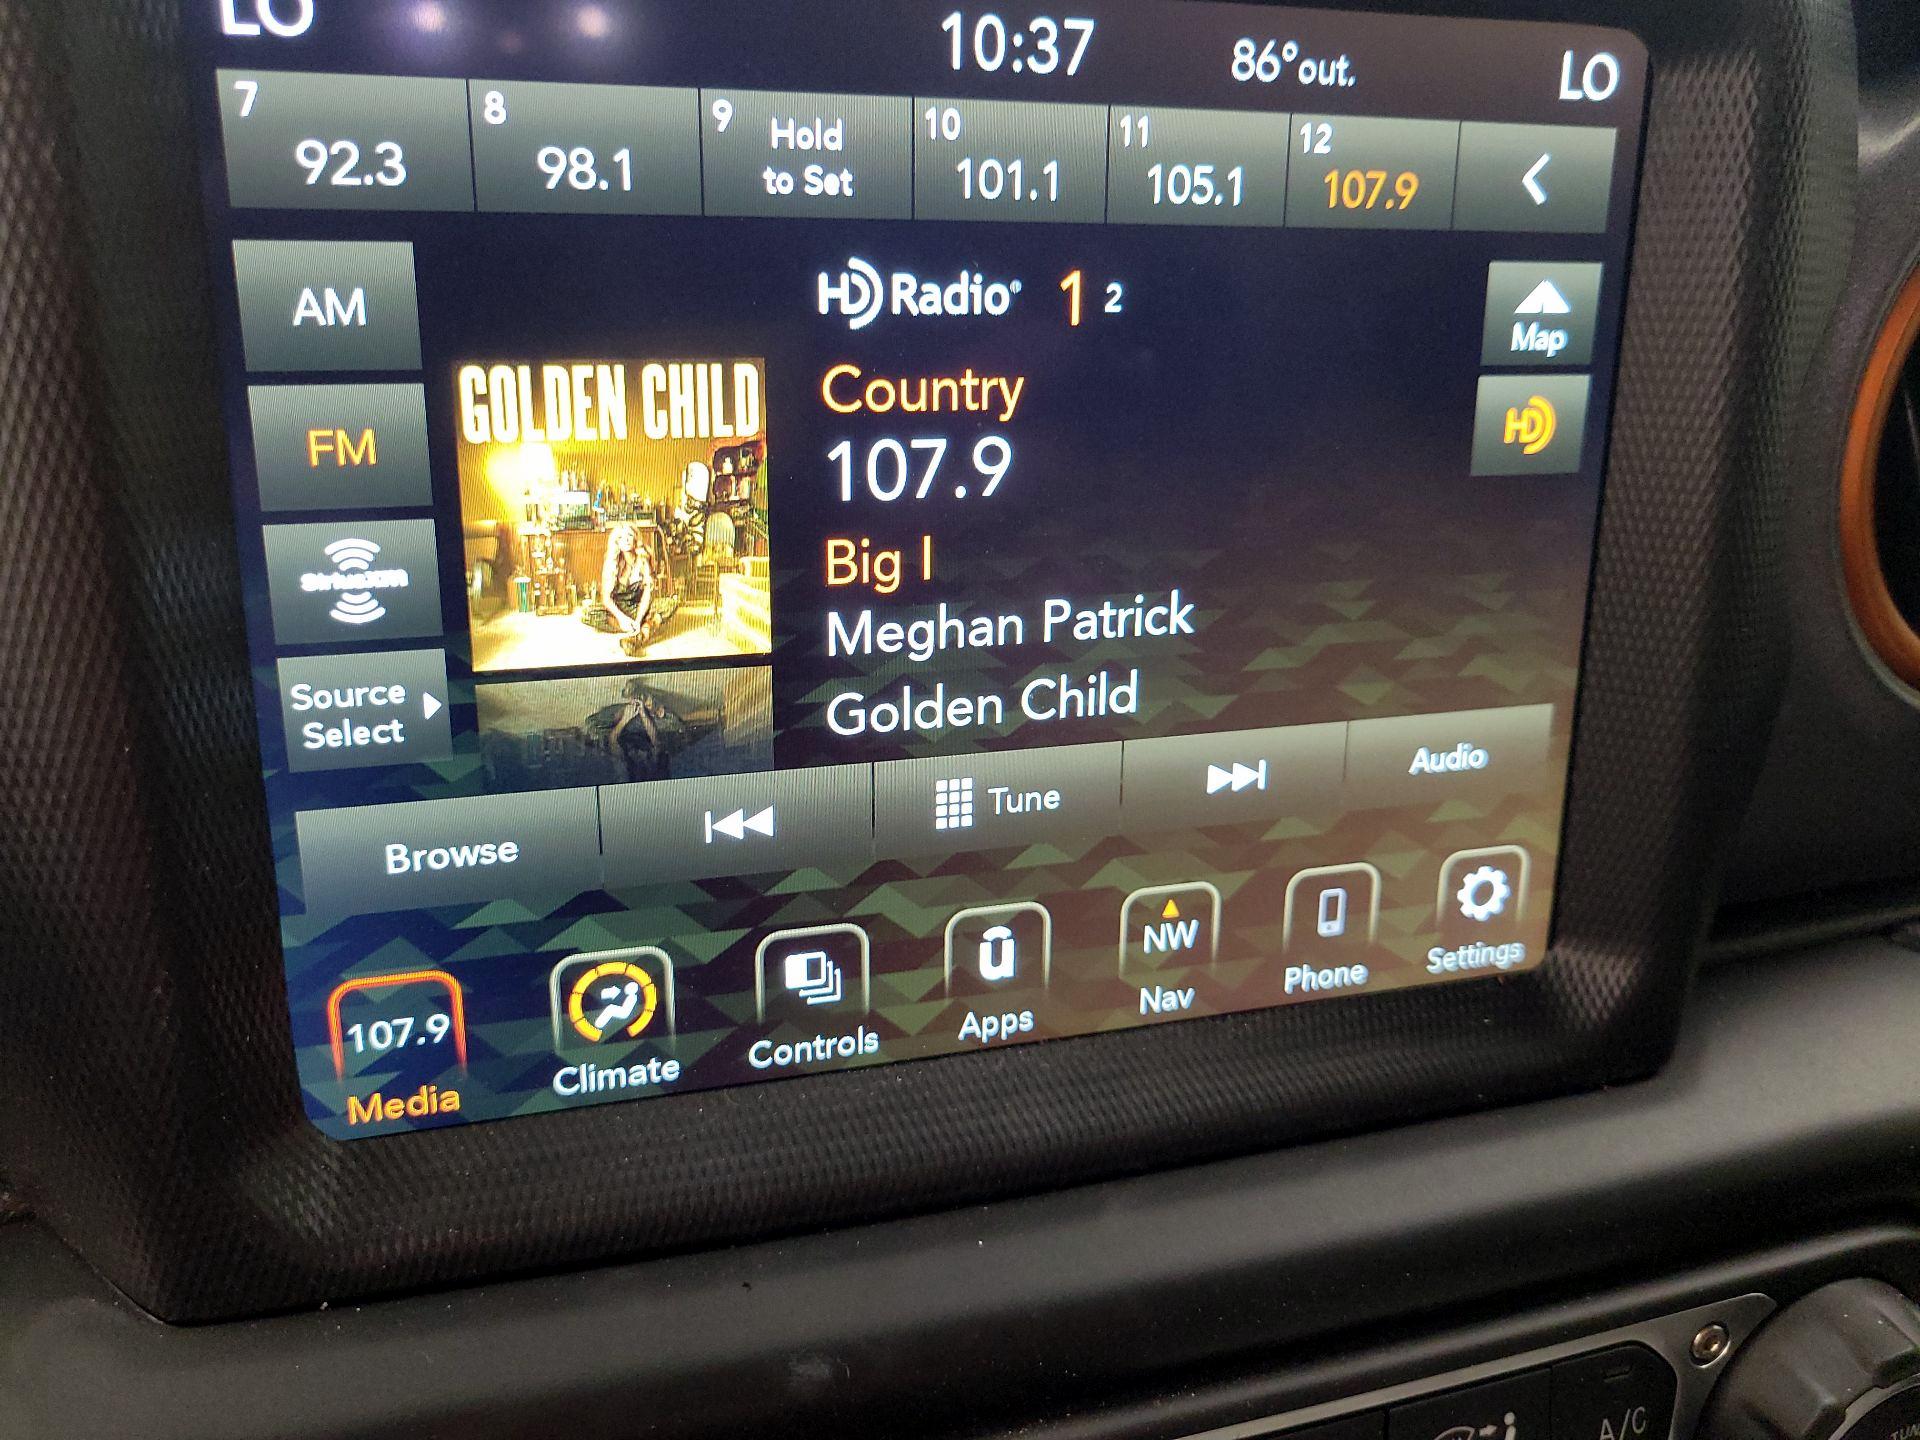 LO 10:37 86°out. LO
7 92.3
8 98.1
9 Hold
to Set
10 101.1
11 105.1
12 107.9
AM
FM
SiriusXM
Source
Select
GOLDEN CHILD
HD Radio® 1 2
Country
107.9
Big I
Meghan Patrick
Golden Child
Map
HD
Browse
Tune
Audio
107.9
Media
Climate
Controls
Apps
NW
Nav
Phone
Settings
A/C